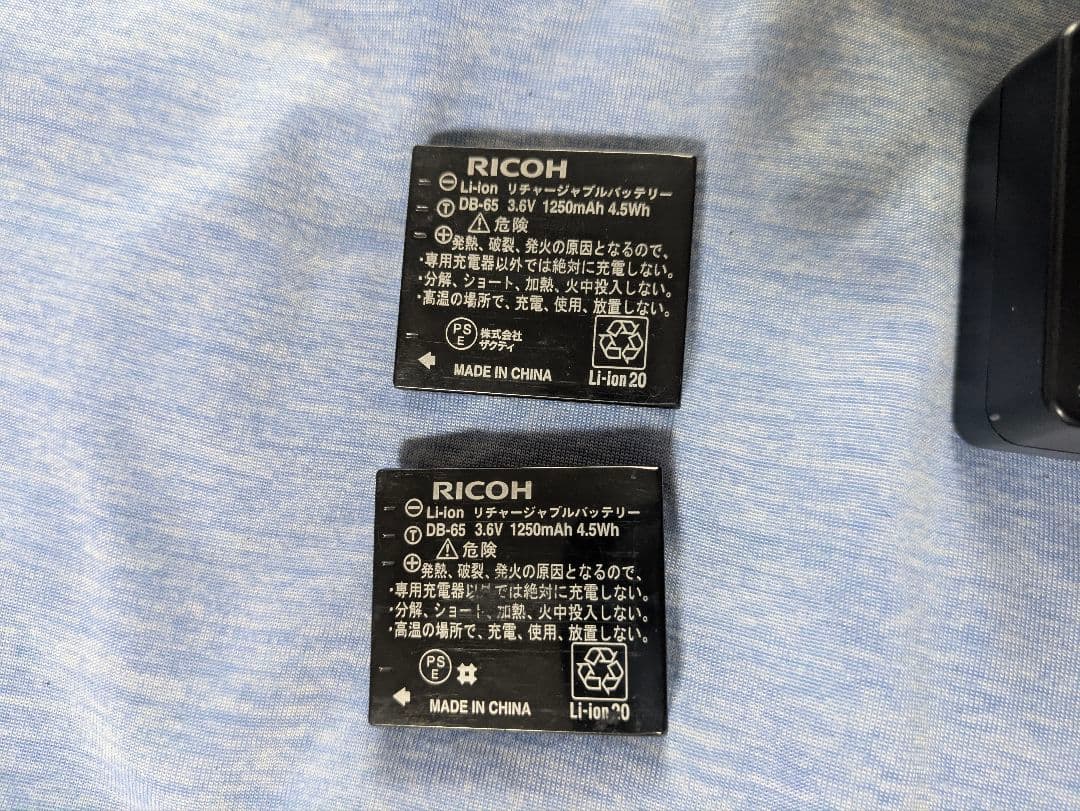 RICOH
Li-ion リチャージャブルバッテリー
DB-65 3.6V 1250mAh 4.5Wh
危険
発熱、破裂、発火の原因となるので、
・専用充電器以外では絶対に充電しない。
・分解、ショート、加熱、火中投入しない。
・高温の場所で、充電、使用、放置しない。
PS
E
株式会社
ザクティ
MADE IN CHINA
Li-ion 20
RICOH
Li-ion リチャージャブルバッテリー
DB-65 3.6V 1250mAh 4.5Wh
危険
発熱、破裂、発火の原因となるので、
・専用充電器以外では絶対に充電しない。
・分解、ショート、加熱、火中投入しない。
・高温の場所で、充電、使用、放置しない。
PS
E
MADE IN CHINA
Li-ion 20